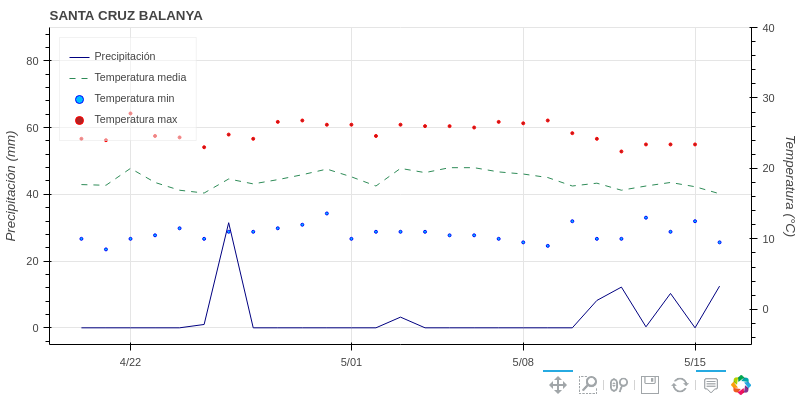 SANTA CRUZ BALANYA
Precipitación
Temperatura media
Temperatura min
Temperatura max
Precipitación (mm)
80
60
40
20
0
Temperatura (°C)
40
30
20
10
0
4/22
5/01
5/08
5/15